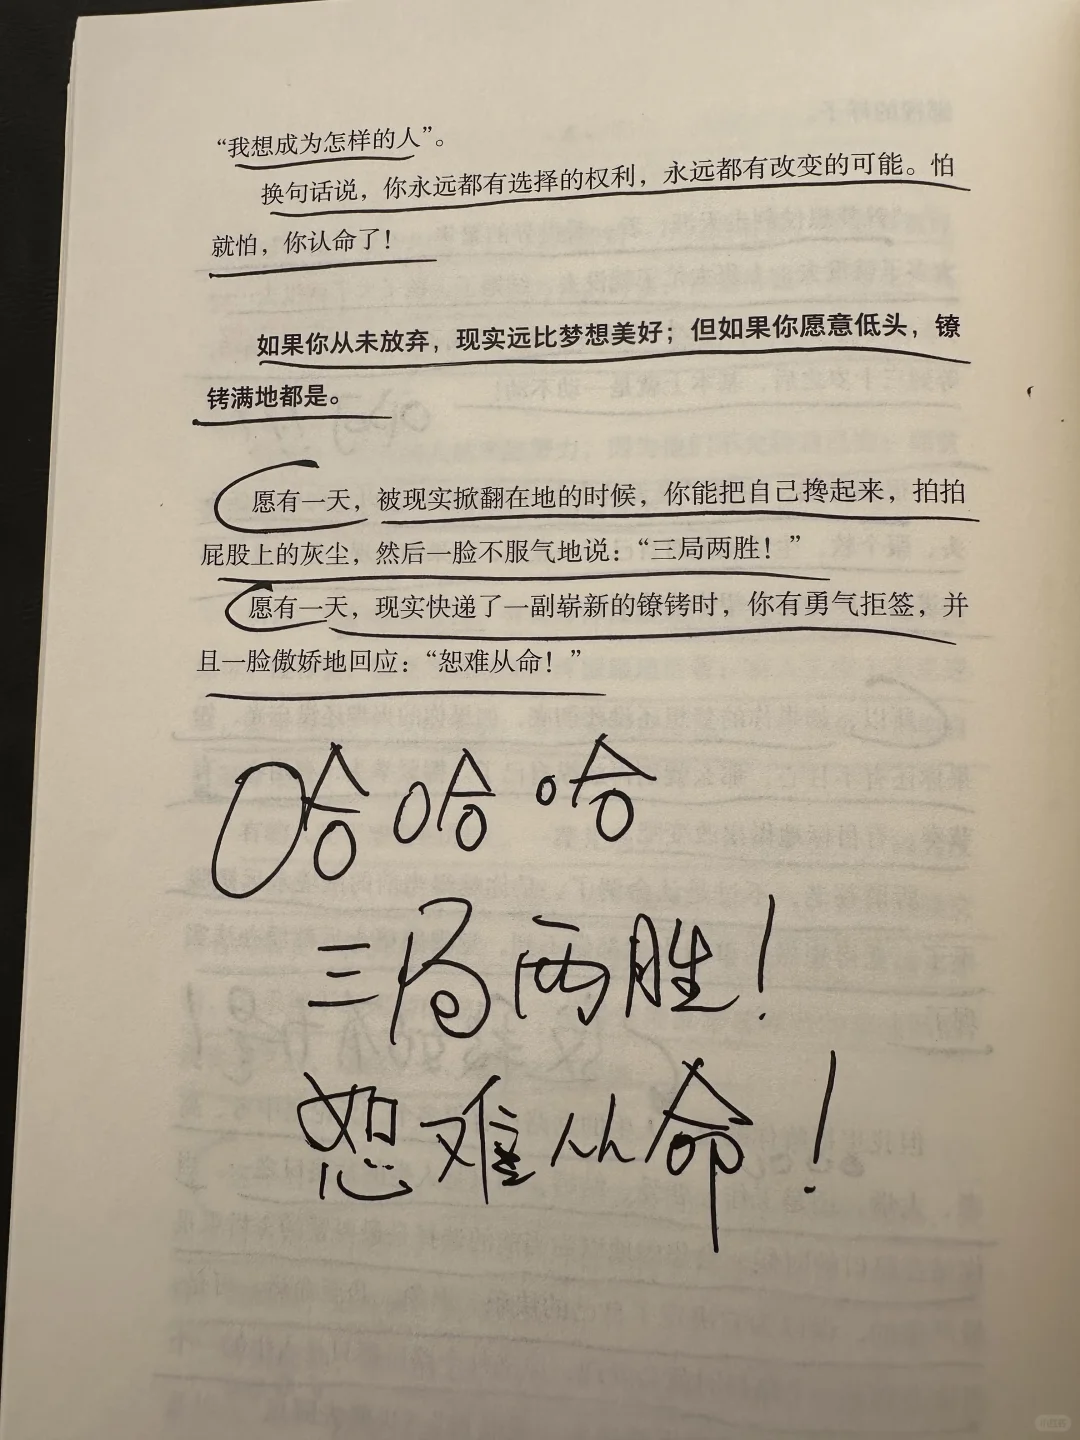 “我想成为怎样的人”。
换句话说，你永远都有选择的权利，永远都有改变的可能。怕
就怕，你认命了！
如果你从未放弃，现实远比梦想美好；但如果你愿意低头，镣
铐满地都是。
愿有一天，被现实掀翻在地的时候，你能把自己搀起来，拍拍
屁股上的灰尘，然后一脸不服气地说：“三局两胜！”
愿有一天，现实快递了一副崭新的镣铐时，你有勇气拒签，并
且一脸傲娇地回应：“恕难从命！”
哈哈哈
三局两胜！
恕难从命！